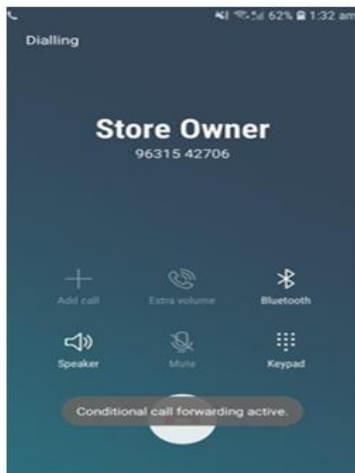 62% 1:32 am
Dialling
Store Owner
96315 42706
Add call Extra volume Bluetooth
Speaker Mute Keypad
Conditional call forwarding active.